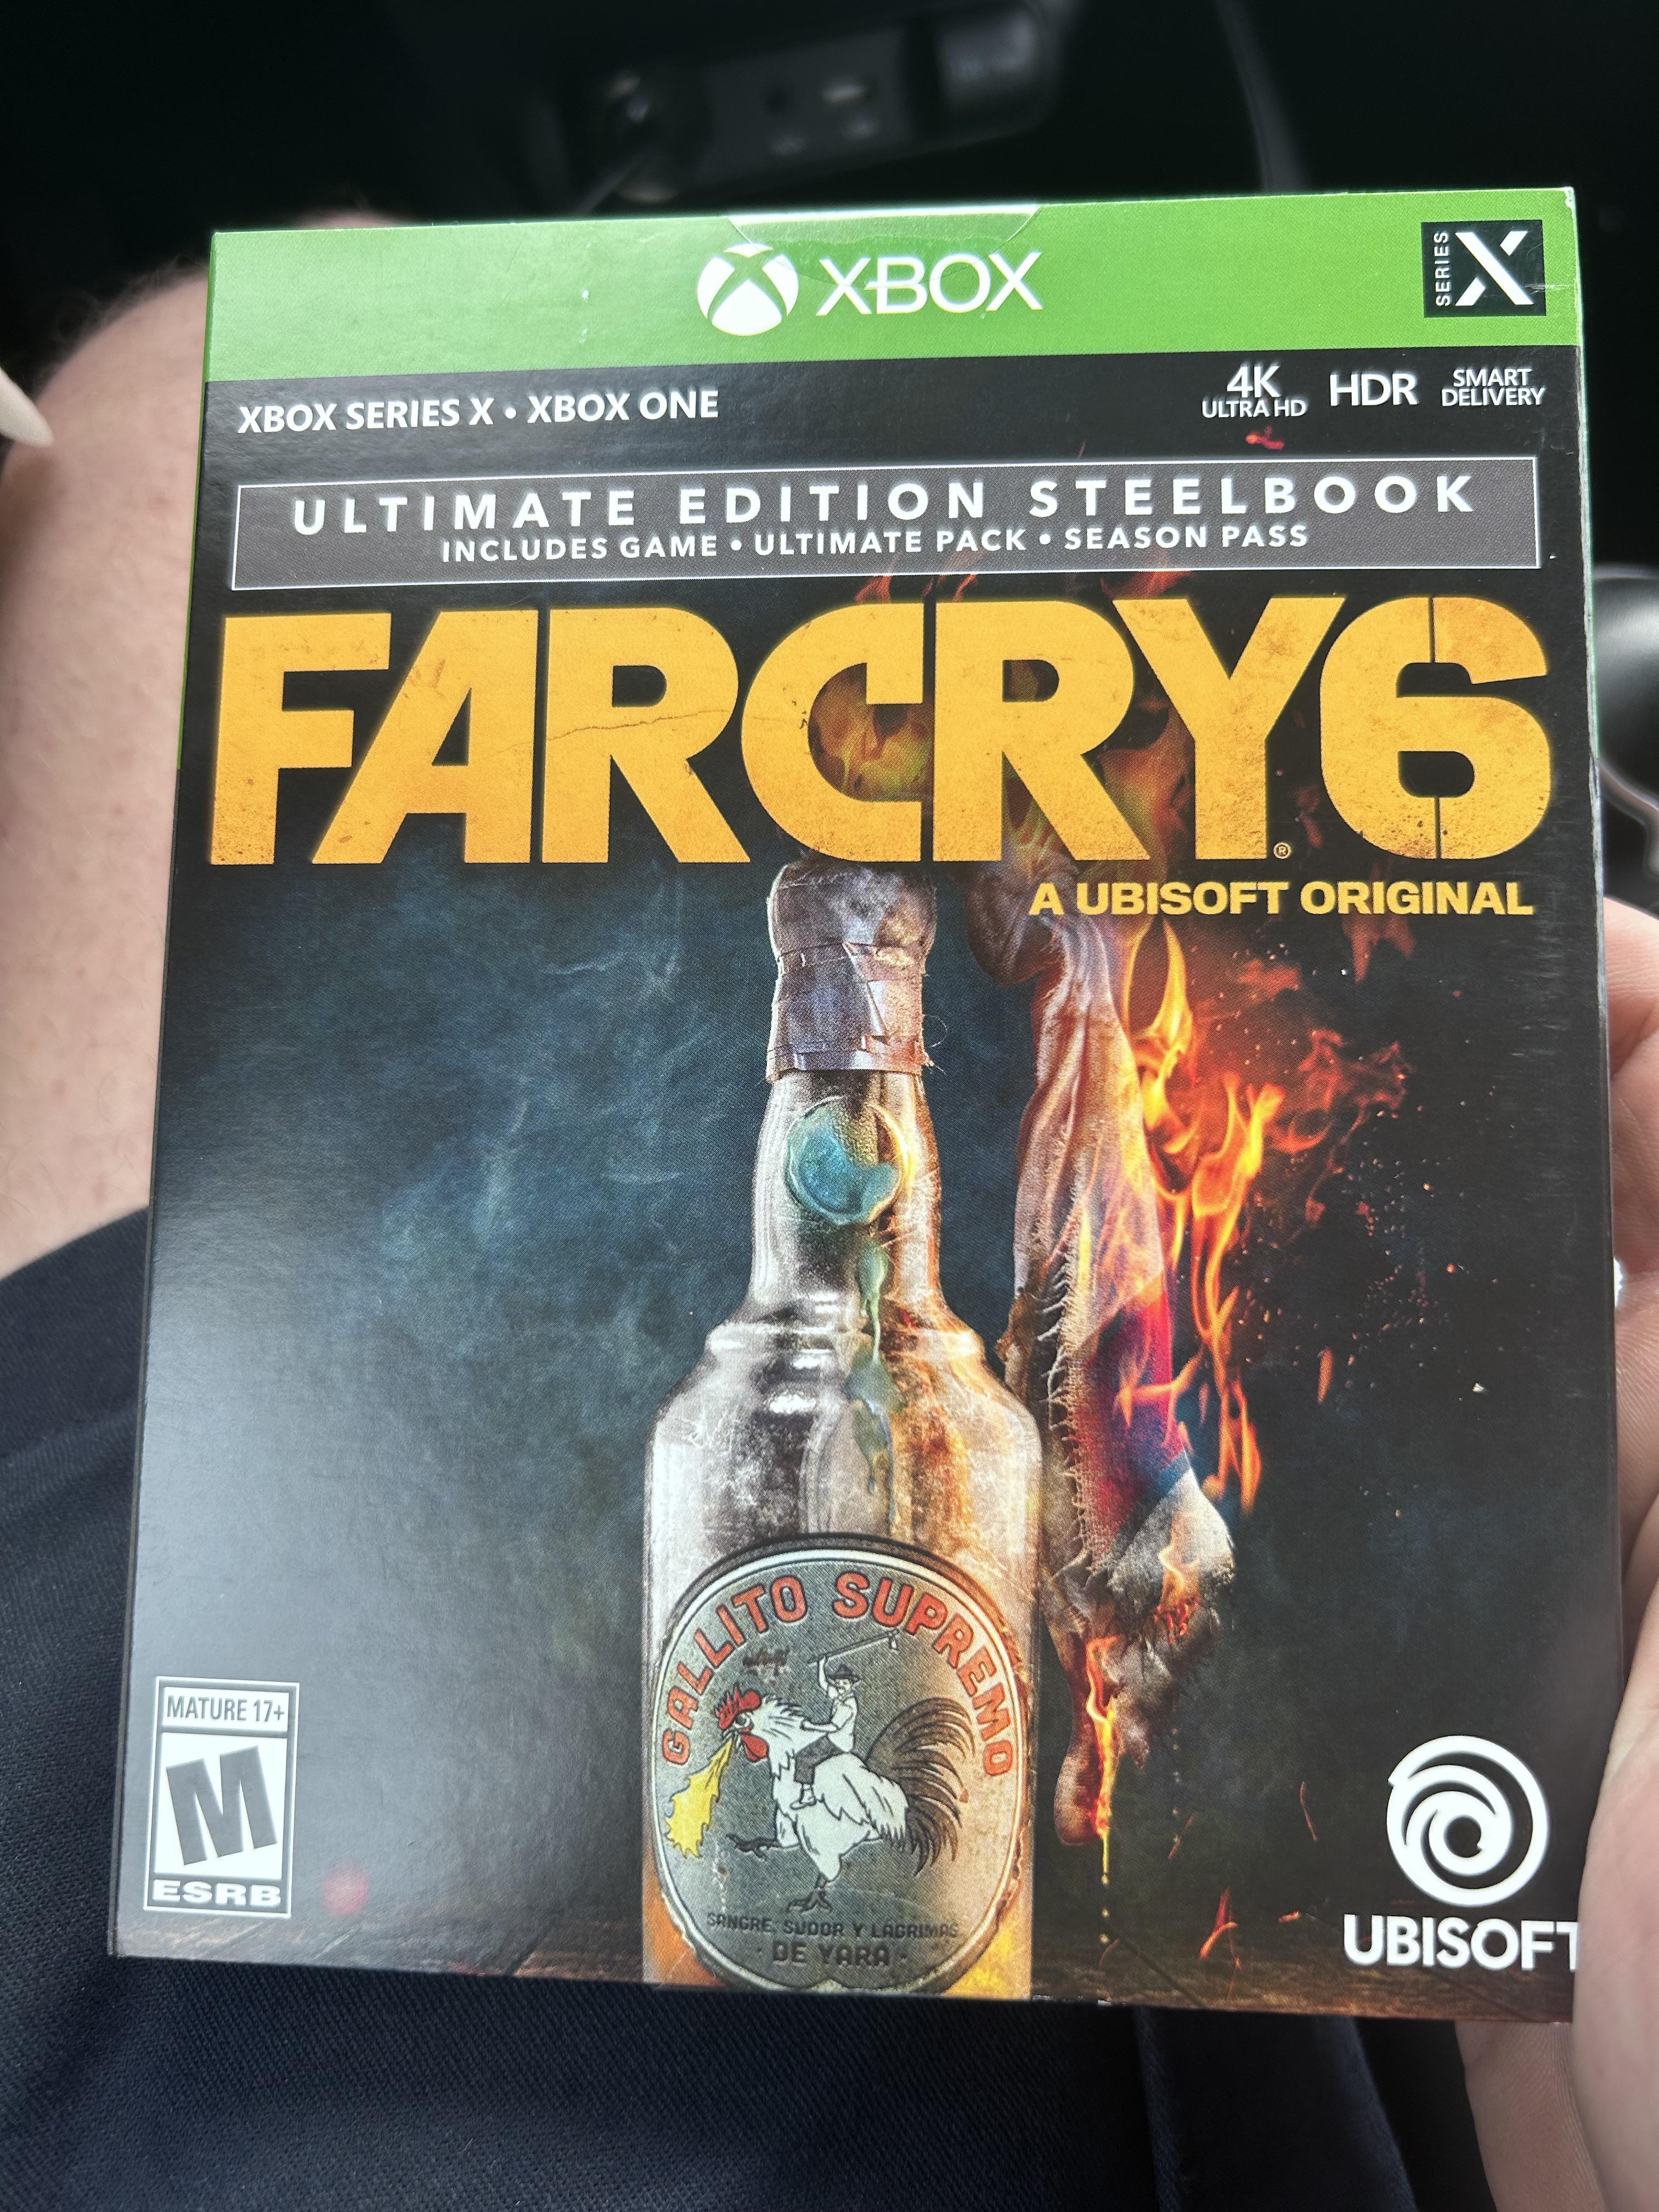 XBOX
SERIES X
XBOX SERIES X • XBOX ONE
4K ULTRA HD
HDR
SMART DELIVERY
ULTIMATE EDITION STEELBOOK
INCLUDES GAME • ULTIMATE PACK • SEASON PASS
FARCRY6
®
A UBISOFT ORIGINAL
GALLITO SUPREMO
SANGRE, SUDOR Y LÁGRIMAS
· DE YARA ·
MATURE 17+
M
ESRB
UBISOFT